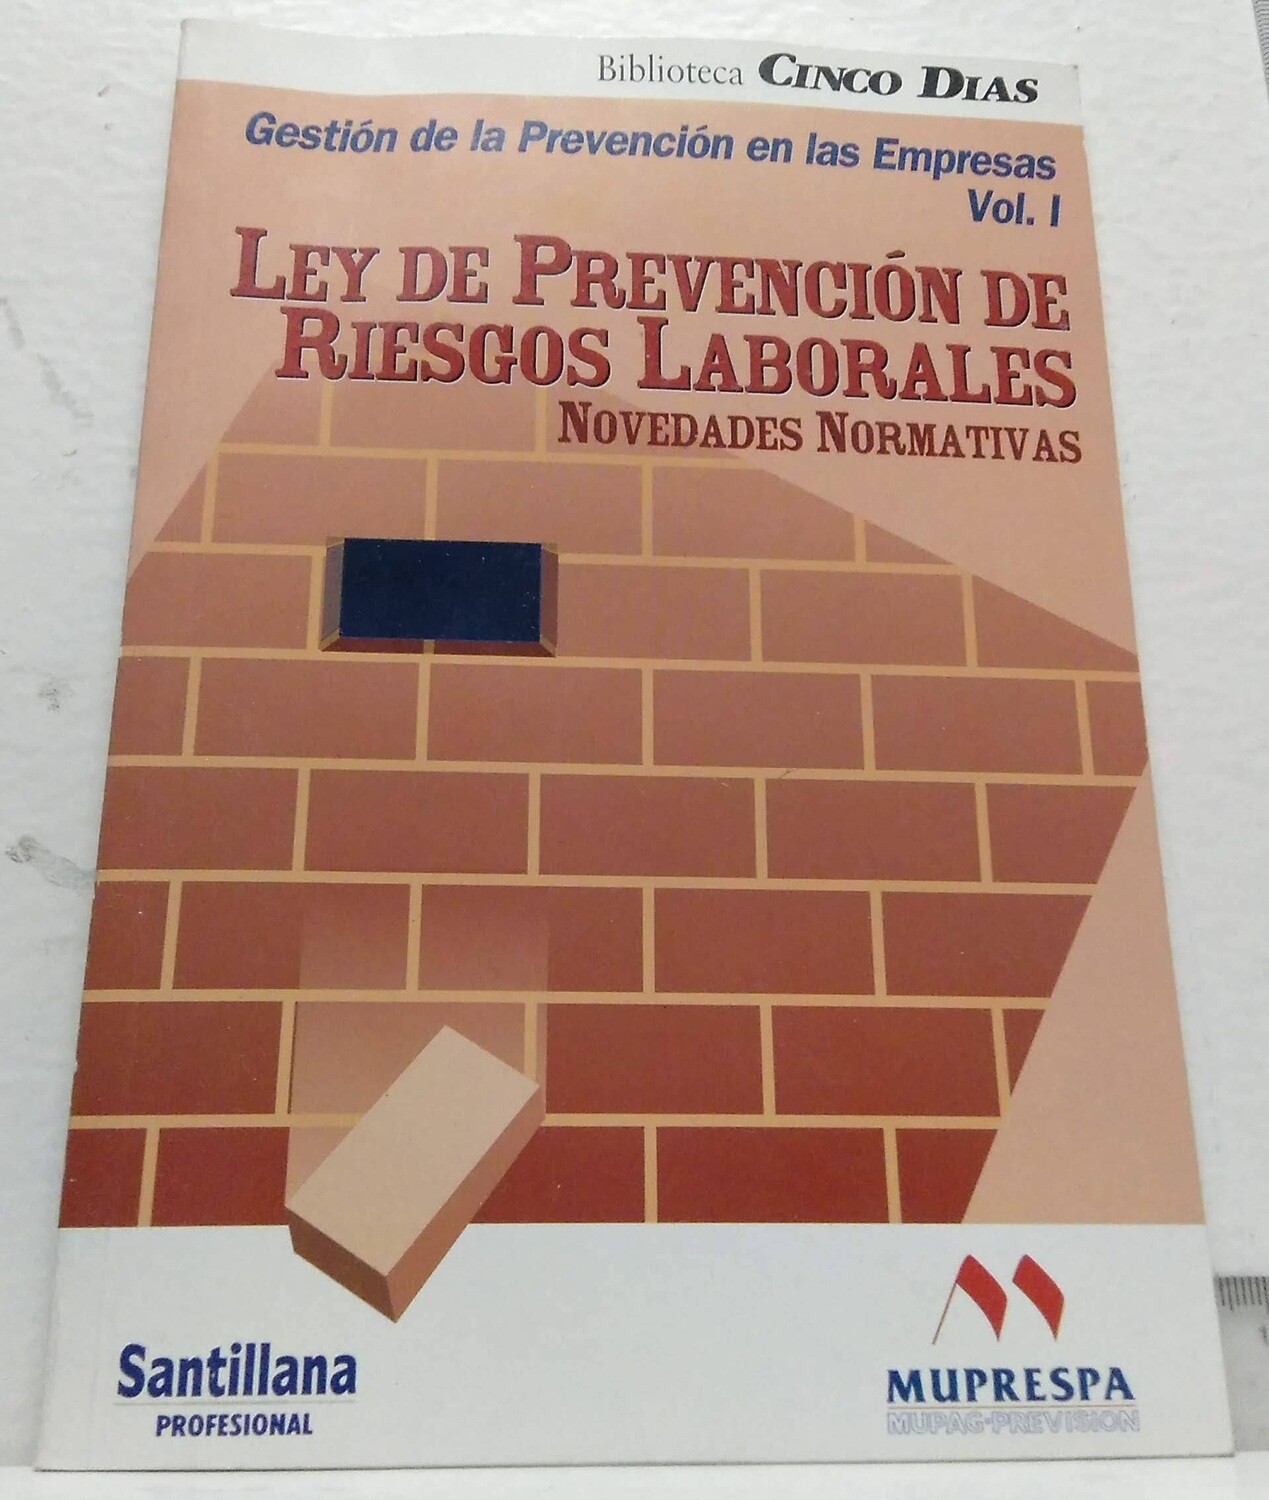 Biblioteca CINCO DIAS
Gestión de la Prevención en las Empresas
Vol. I
LEY DE PREVENCIÓN DE
RIESGOS LABORALES
NOVEDADES NORMATIVAS
Santillana
PROFESIONAL
MUPRESPA
MUPAG-PREVISION